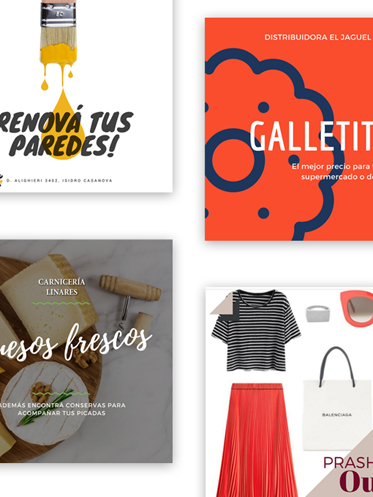 RENOVÁ TUS
PAREDES!
D. ALIGHIERI 3402, ISIDRO CASANOVA
DISTRIBUIDORA EL JAGUEL
GALLETIT
El mejor precio para
supermercado o
CARNICERÍA
LINARES
esos frescos
ADEMÁS ENCONTRÁ CONSERVAS PARA
ACOMPAÑAR TUS PICADAS
BALENCIAGA
PRASH
Ou